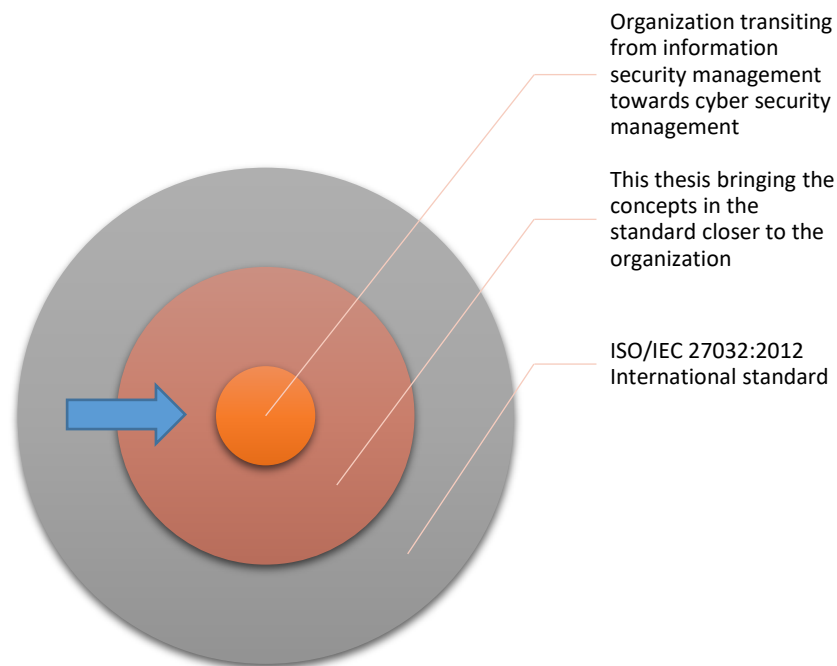 Organization transiting
from information
security management
towards cyber security
management
This thesis bringing the
concepts in the
standard closer to the
organization
ISO/IEC 27032:2012
International standard